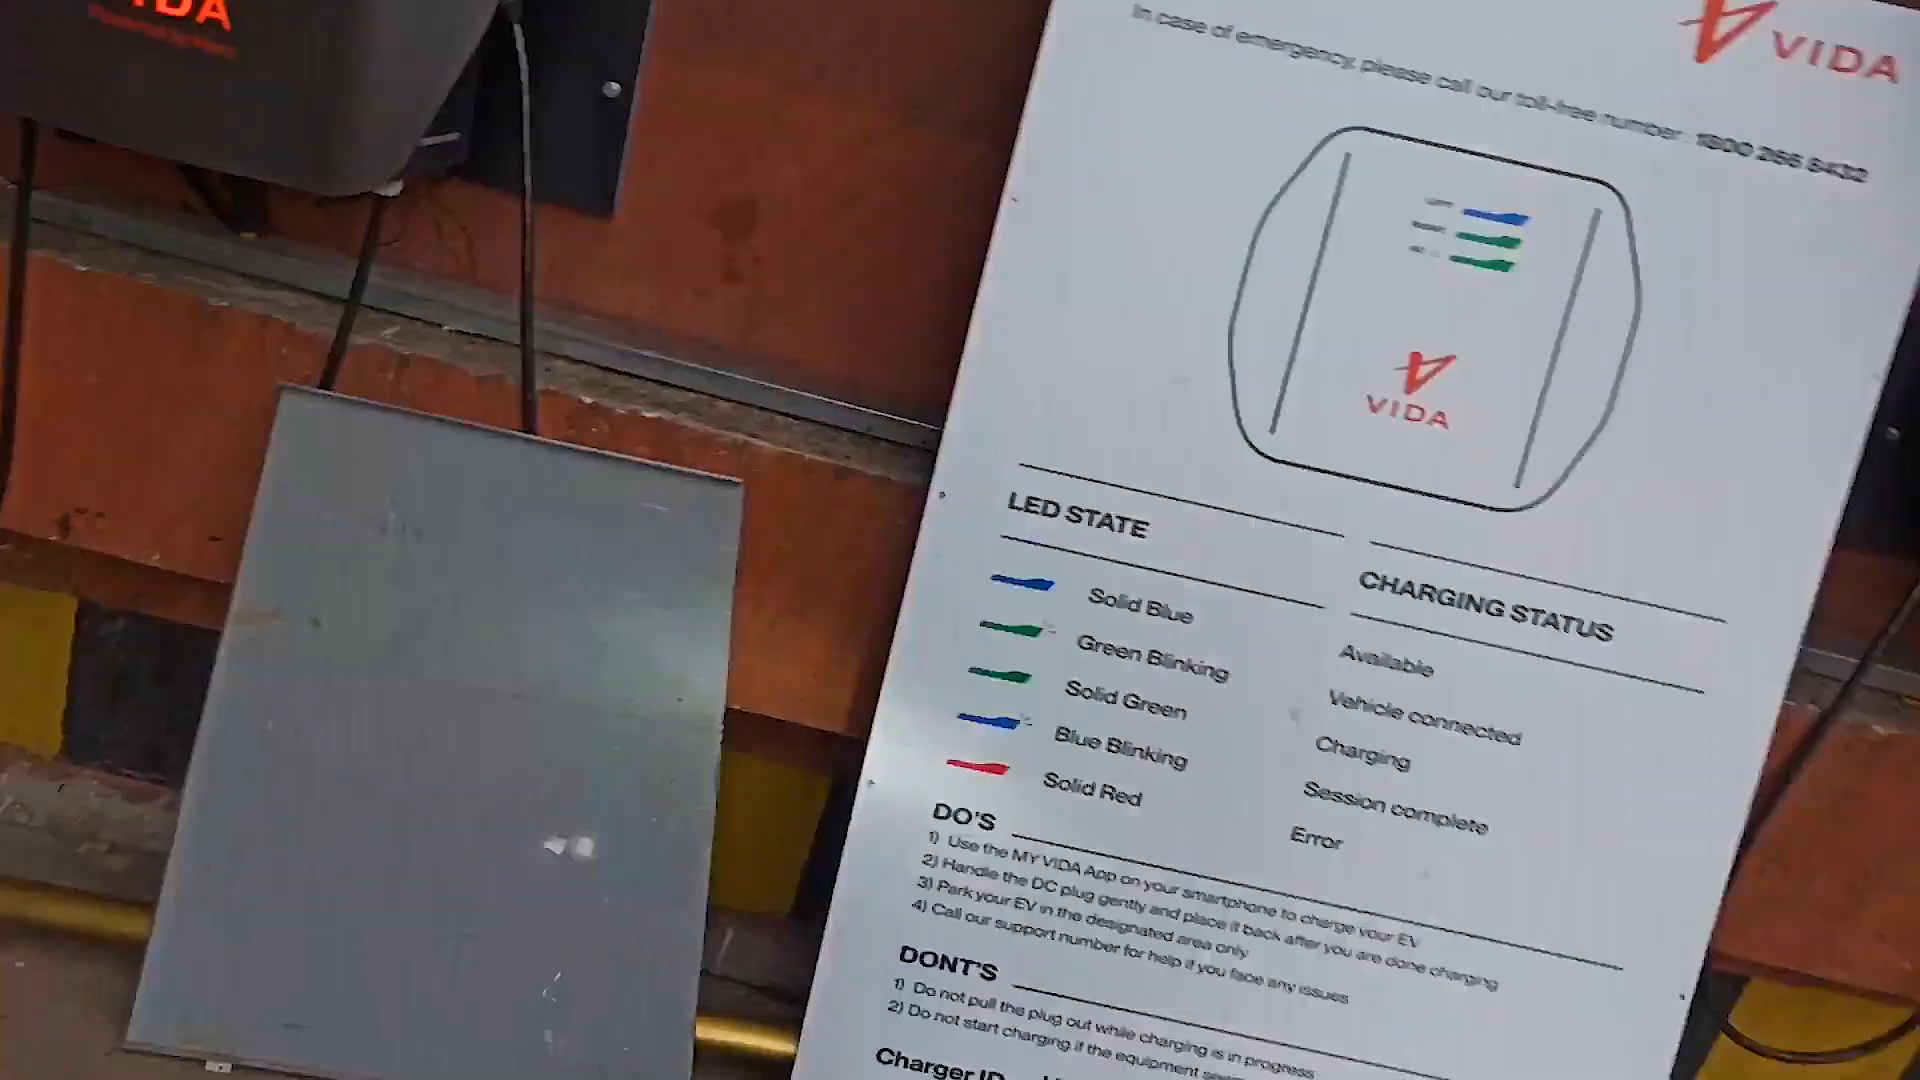 VIDA
In case of emergency, please call our toll-free number : 1800 266 8432
VIDA
LED STATE
CHARGING STATUS
Solid Blue
Available
Green Blinking
Vehicle connected
Solid Green
Charging
Blue Blinking
Session complete
Solid Red
Error
DO'S
1) Use the MY VIDA App on your smartphone to charge your EV
2) Handle the DC plug gently and place it back after you are done charging
3) Park your EV in the designated area only
4) Call our support number for help if you face any issues
DONT'S
1) Do not pull the plug out while charging is in progress
2) Do not start charging if the equipment
Charger ID